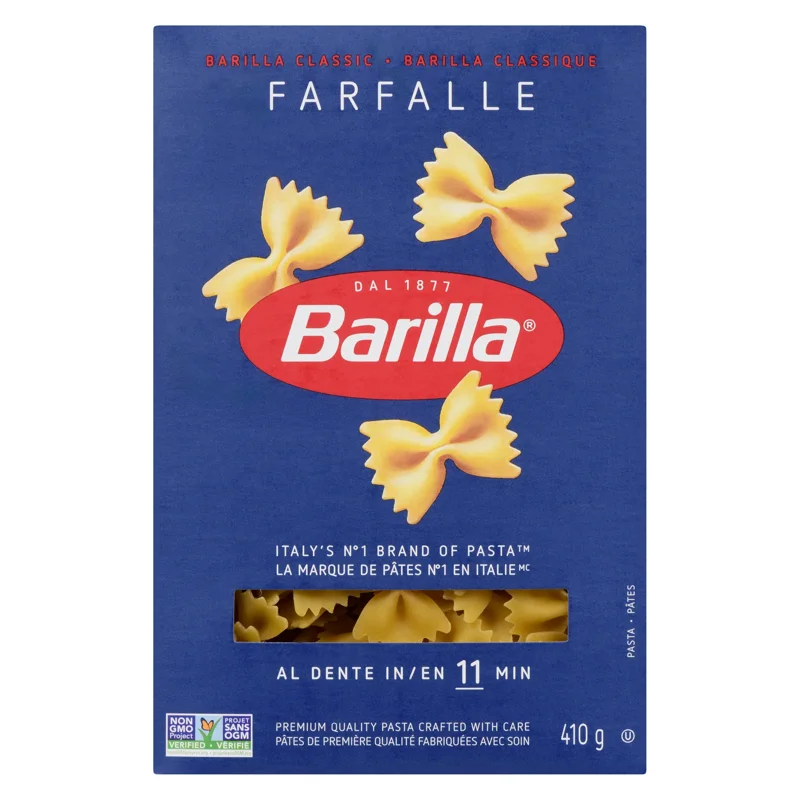 BARILLA CLASSIC • BARILLA CLASSIQUE
FARFALLE
DAL 1877
Barilla®
ITALY'S N°1 BRAND OF PASTA™
LA MARQUE DE PÂTES N°1 EN ITALIE MC
PASTA • PÂTES
AL DENTE IN/EN 11 MIN
NON GMO Project
PROJET SANS OGM
VERIFIED • VÉRIFIÉ
PREMIUM QUALITY PASTA CRAFTED WITH CARE
PÂTES DE PREMIÈRE QUALITÉ FABRIQUÉES AVEC SOIN
410 g
U